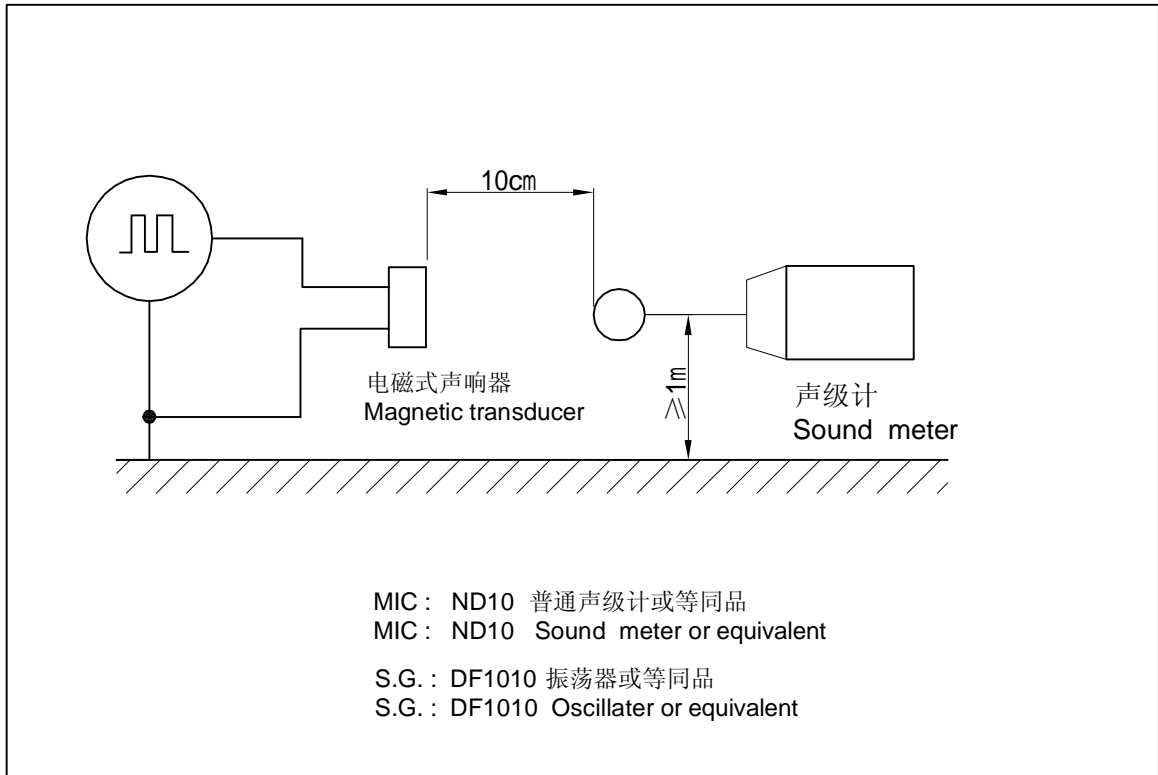 10cm
≥1m
电磁式声响器
Magnetic transducer
声级计
Sound meter
MIC : ND10 普通声级计或等同品
MIC : ND10 Sound meter or equivalent
S.G. : DF1010 振荡器或等同品
S.G. : DF1010 Oscillater or equivalent